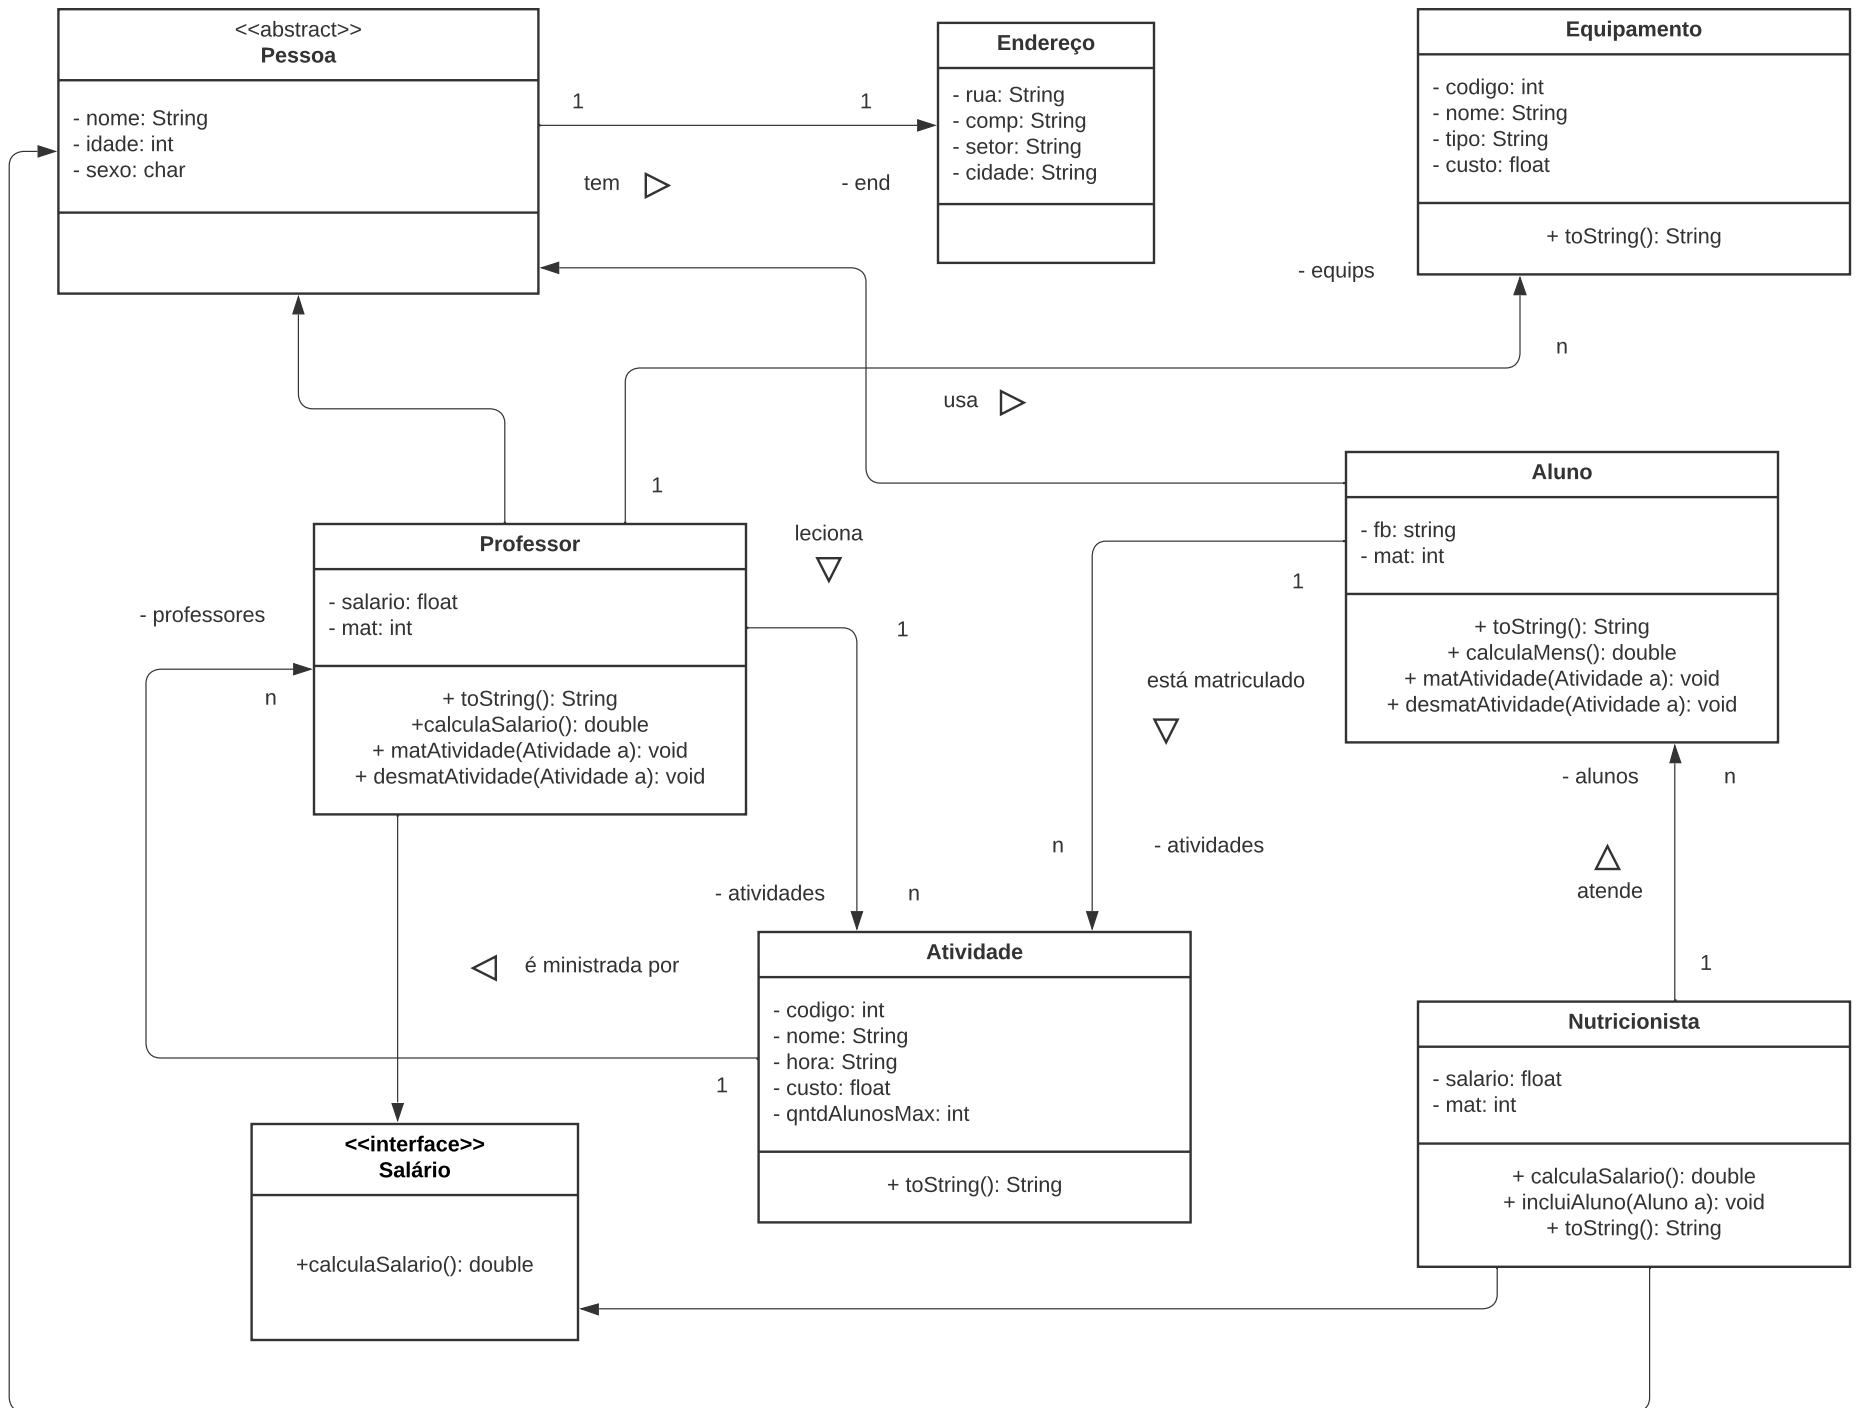 <<abstract>>
Pessoa
- nome: String
- idade: int
- sexo: char
1
1
tem
- end
Endereço
- rua: String
- comp: String
- setor: String
- cidade: String
Equipamento
- codigo: int
- nome: String
- tipo: String
- custo: float
+ toString(): String
- equips
n
usa
1
Professor
- salario: float
- mat: int
+ toString(): String
+calculaSalario(): double
+ matAtividade(Atividade a): void
+ desmatAtividade(Atividade a): void
- professores
n
leciona
1
Aluno
- fb: string
- mat: int
+ toString(): String
+ calculaMens(): double
+ matAtividade(Atividade a): void
+ desmatAtividade(Atividade a): void
1
está matriculado
n
- atividades
- atividades
n
- alunos
n
atende
1
é ministrada por
1
Atividade
- codigo: int
- nome: String
- hora: String
- custo: float
- qntdAlunosMax: int
+ toString(): String
Nutricionista
- salario: float
- mat: int
+ calculaSalario(): double
+ incluiAluno(Aluno a): void
+ toString(): String
<<interface>>
Salário
+calculaSalario(): double